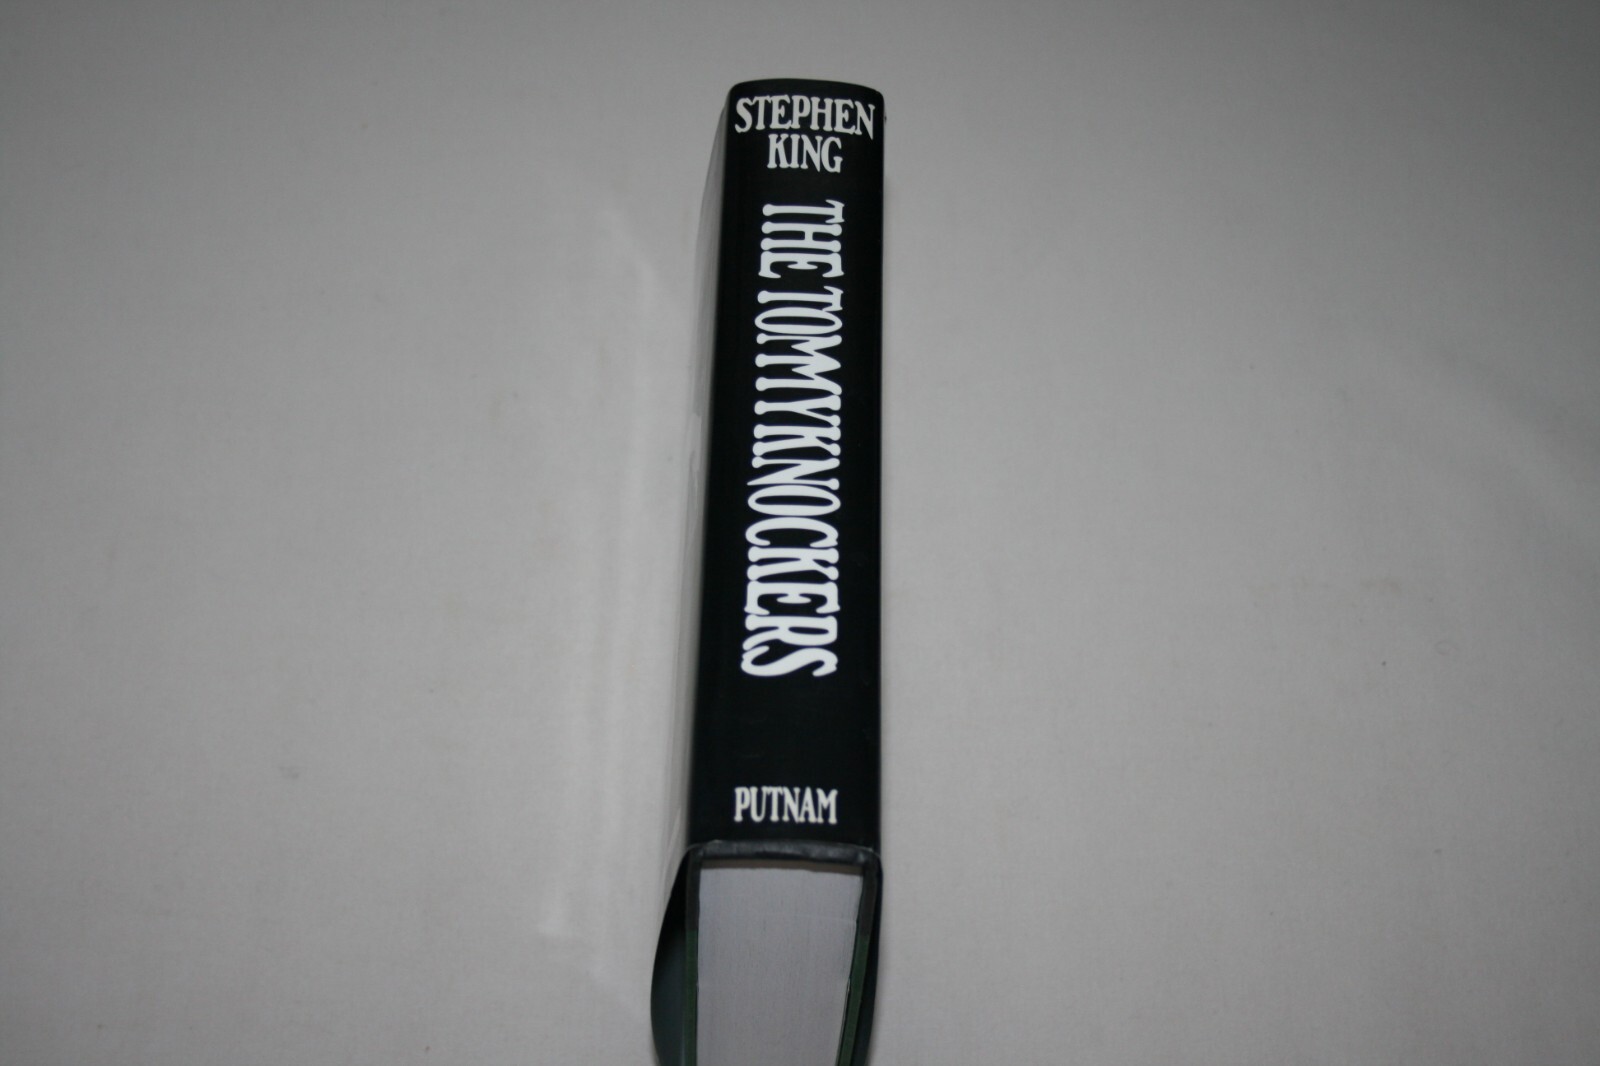 STEPHEN
KING
THE TOMMYKNOCKERS
PUTNAM